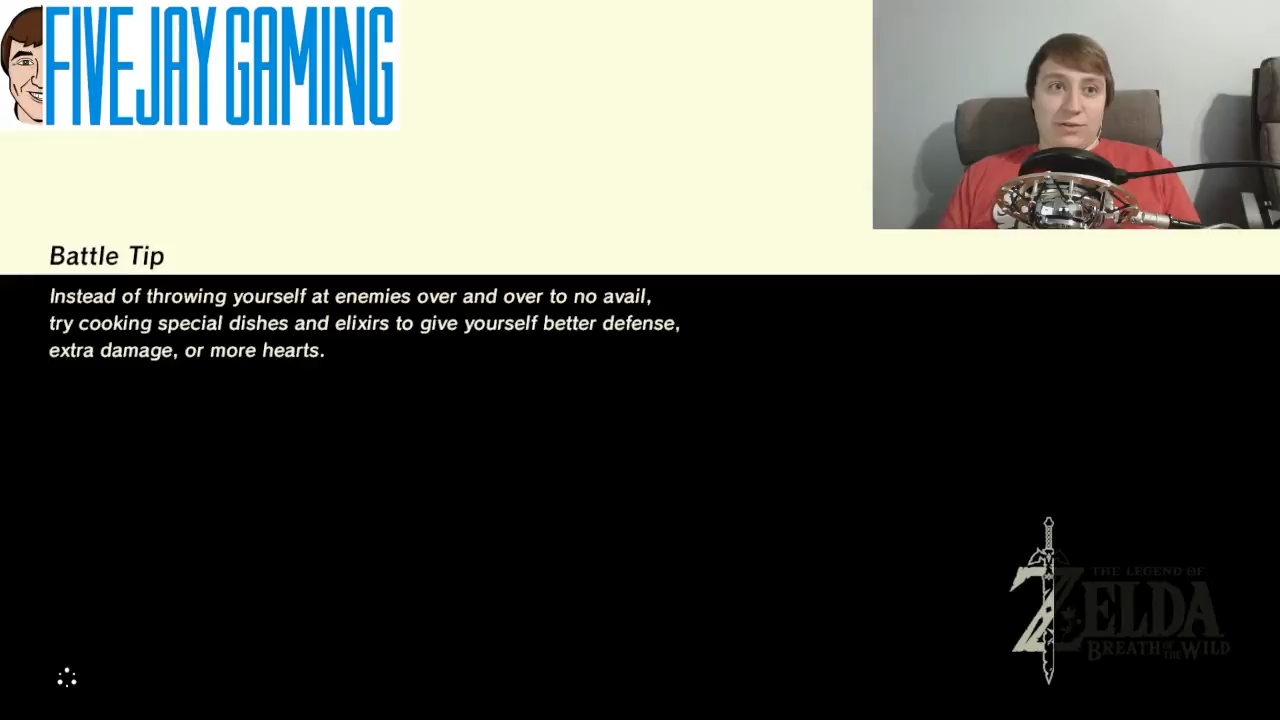 FIVEJAY GAMING
Battle Tip
Instead of throwing yourself at enemies over and over to no avail,
try cooking special dishes and elixirs to give yourself better defense,
extra damage, or more hearts.
THE LEGEND OF
ZELDA
BREATH OF THE WILD